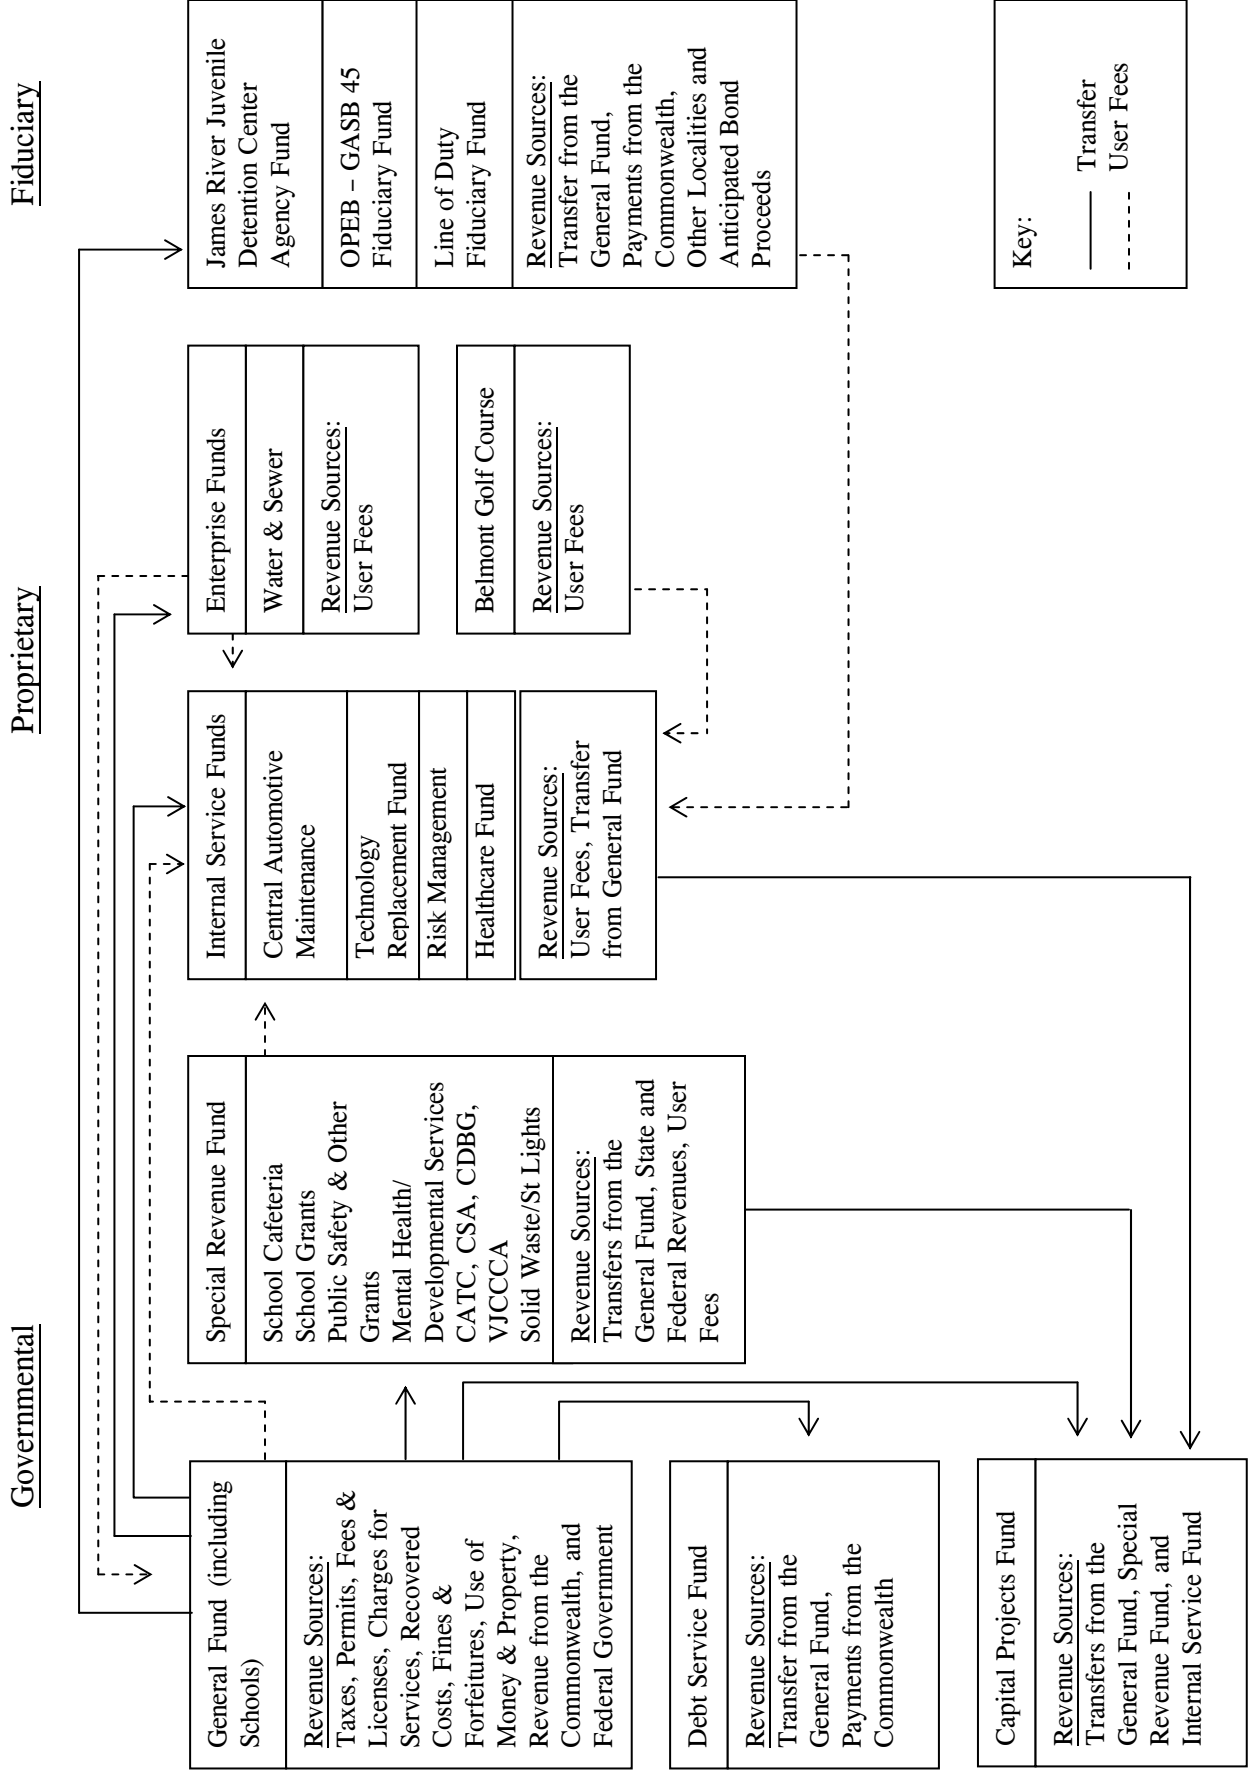 Governmental
Proprietary
Fiduciary
General Fund (including
Schools)
Revenue Sources:
Taxes, Permits, Fees &
Licenses, Charges for
Services, Recovered
Costs, Fines &
Forfeitures, Use of
Money & Property,
Revenue from the
Commonwealth, and
Federal Government
Debt Service Fund
Revenue Sources:
Transfer from the
General Fund,
Payments from the
Commonwealth
Capital Projects Fund
Revenue Sources:
Transfers from the
General Fund, Special
Revenue Fund, and
Internal Service Fund
Special Revenue Fund
School Cafeteria
School Grants
Public Safety & Other
Grants
Mental Health/
Developmental Services
CATC, CSA, CDBG,
VJCCCA
Solid Waste/St Lights
Revenue Sources:
Transfers from the
General Fund, State and
Federal Revenues, User
Fees
Internal Service Funds
Central Automotive
Maintenance
Technology
Replacement Fund
Risk Management
Healthcare Fund
Revenue Sources:
User Fees, Transfer
from General Fund
Enterprise Funds
Water & Sewer
Revenue Sources:
User Fees
Belmont Golf Course
Revenue Sources:
User Fees
James River Juvenile
Detention Center
Agency Fund
OPEB – GASB 45
Fiduciary Fund
Line of Duty
Fiduciary Fund
Revenue Sources:
Transfer from the
General Fund,
Payments from the
Commonwealth,
Other Localities and
Anticipated Bond
Proceeds
Key:
Transfer
User Fees